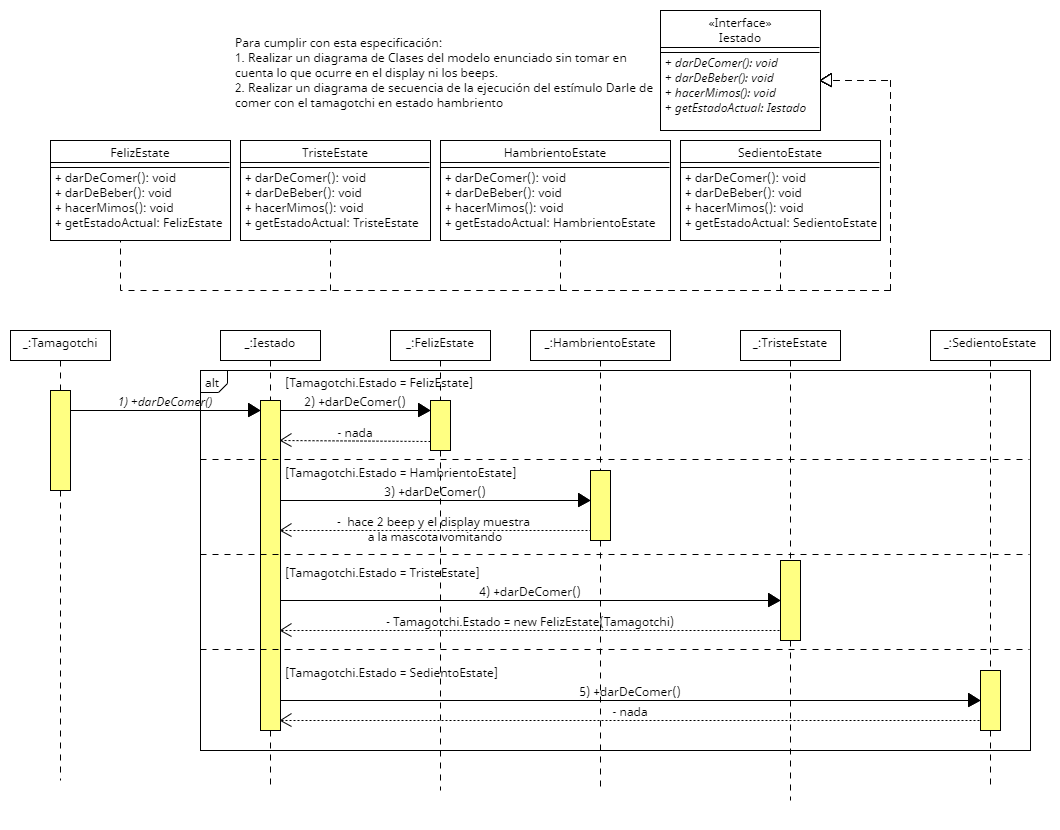 Para cumplir con esta especificación:
1. Realizar un diagrama de Clases del modelo enunciado sin tomar en
cuenta lo que ocurre en el display ni los beeps.
2. Realizar un diagrama de secuencia de la ejecución del estímulo Darle de
comer con el tamagotchi en estado hambriento
«Interface»
Iestado
+ darDeComer(): void
+ darDeBeber(): void
+ hacerMimos(): void
+ getEstadoActual: Iestado
FelizEstate
+ darDeComer(): void
+ darDeBeber(): void
+ hacerMimos(): void
+ getEstadoActual: FelizEstate
TristeEstate
+ darDeComer(): void
+ darDeBeber(): void
+ hacerMimos(): void
+ getEstadoActual: TristeEstate
HambrientoEstate
+ darDeComer(): void
+ darDeBeber(): void
+ hacerMimos(): void
+ getEstadoActual: HambrientoEstate
SedientoEstate
+ darDeComer(): void
+ darDeBeber(): void
+ hacerMimos(): void
+ getEstadoActual: SedientoEstate
_:Tamagotchi
_:Iestado
_:FelizEstate
_:HambrientoEstate
_:TristeEstate
_:SedientoEstate
alt
[Tamagotchi.Estado = FelizEstate]
1) +darDeComer()
2) +darDeComer()
- nada
[Tamagotchi.Estado = HambrientoEstate]
3) +darDeComer()
- hace 2 beep y el display muestra
a la mascota vomitando
[Tamagotchi.Estado = TristeEstate]
4) +darDeComer()
- Tamagotchi.Estado = new FelizEstate(Tamagotchi)
[Tamagotchi.Estado = SedientoEstate]
5) +darDeComer()
- nada